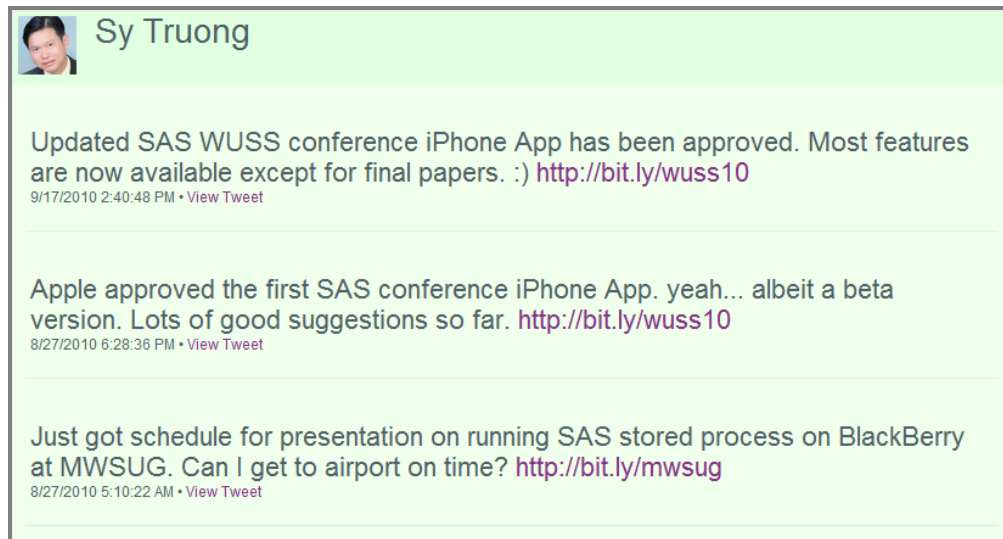 Sy Truong
Updated SAS WUSS conference iPhone App has been approved. Most features
are now available except for final papers. :) http://bit.ly/wuss10
9/17/2010 2:40:48 PM • View Tweet
Apple approved the first SAS conference iPhone App. yeah... albeit a beta
version. Lots of good suggestions so far. http://bit.ly/wuss10
8/27/2010 6:28:36 PM • View Tweet
Just got schedule for presentation on running SAS stored process on BlackBerry
at MWSUG. Can I get to airport on time? http://bit.ly/mwsug
8/27/2010 5:10:22 AM • View Tweet